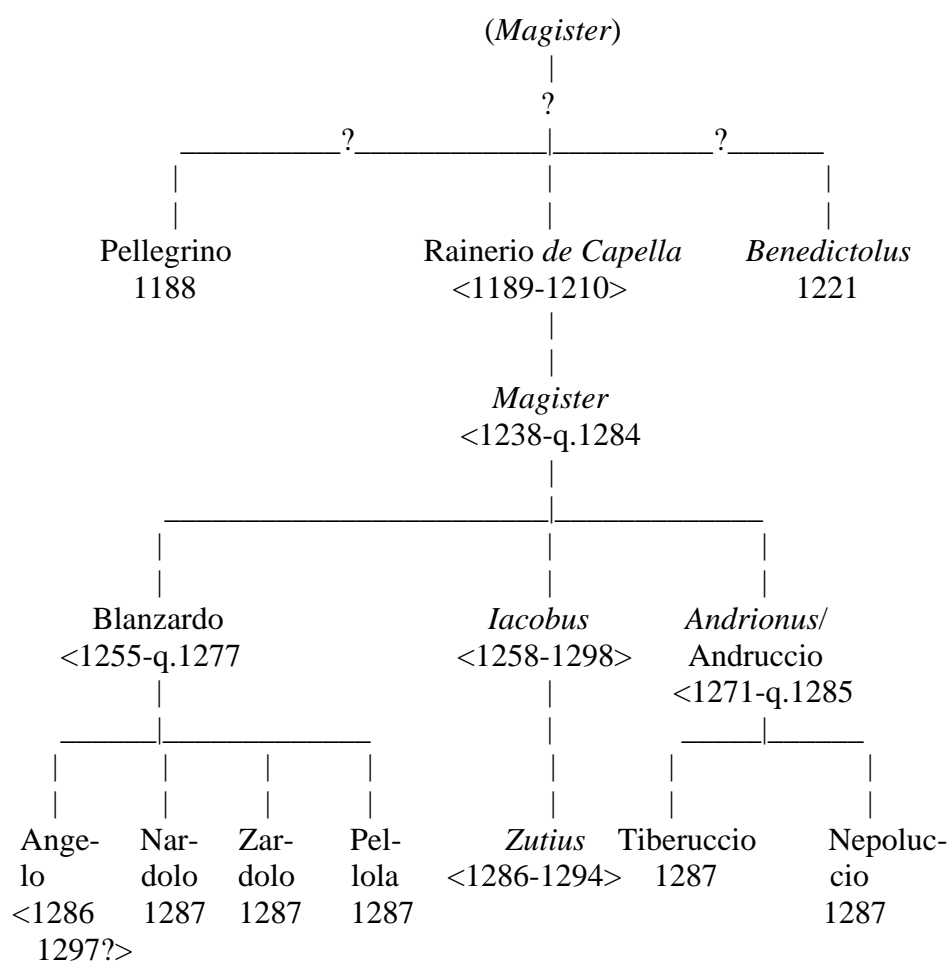 (Magister)
?
? ?
Pellegrino Rainerio de Capella Benedictolus
1188 <1189-1210> 1221
Magister
<1238-q.1284
Blanzardo Iacobus Andrionus/
<1255-q.1277 <1258-1298> Andruccio
<1271-q.1285
Ange- Nar- Zar- Pel- Zutius Tiberuccio Nepoluc-
lo dolo dolo lola <1286-1294> 1287 cio
<1286 1287 1287 1287 1287
1297?>